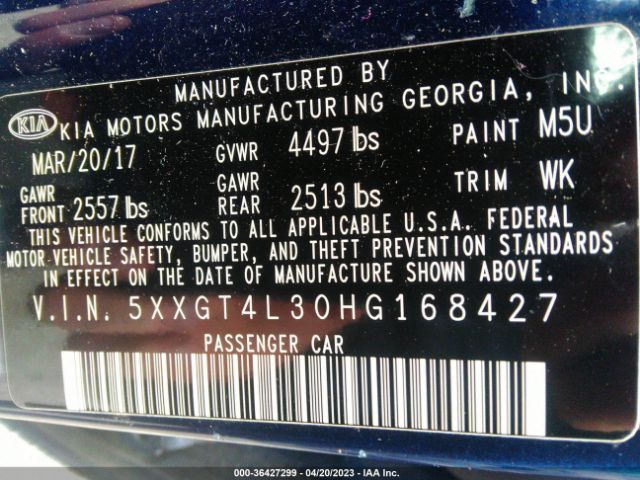 MANUFACTURED BY
KIA KIA MOTORS MANUFACTURING GEORGIA, INC.
MAR/20/17 GVWR 4497 lbs PAINT M5U
GAWR FRONT 2557 lbs GAWR REAR 2513 lbs TRIM WK
THIS VEHICLE CONFORMS TO ALL APPLICABLE U.S.A. FEDERAL
MOTOR VEHICLE SAFETY, BUMPER, AND THEFT PREVENTION STANDARDS
IN EFFECT ON THE DATE OF MANUFACTURE SHOWN ABOVE.
V.I.N. 5XXGT4L30HG168427
PASSENGER CAR
000-36427299 - 04/20/2023 - IAA Inc.